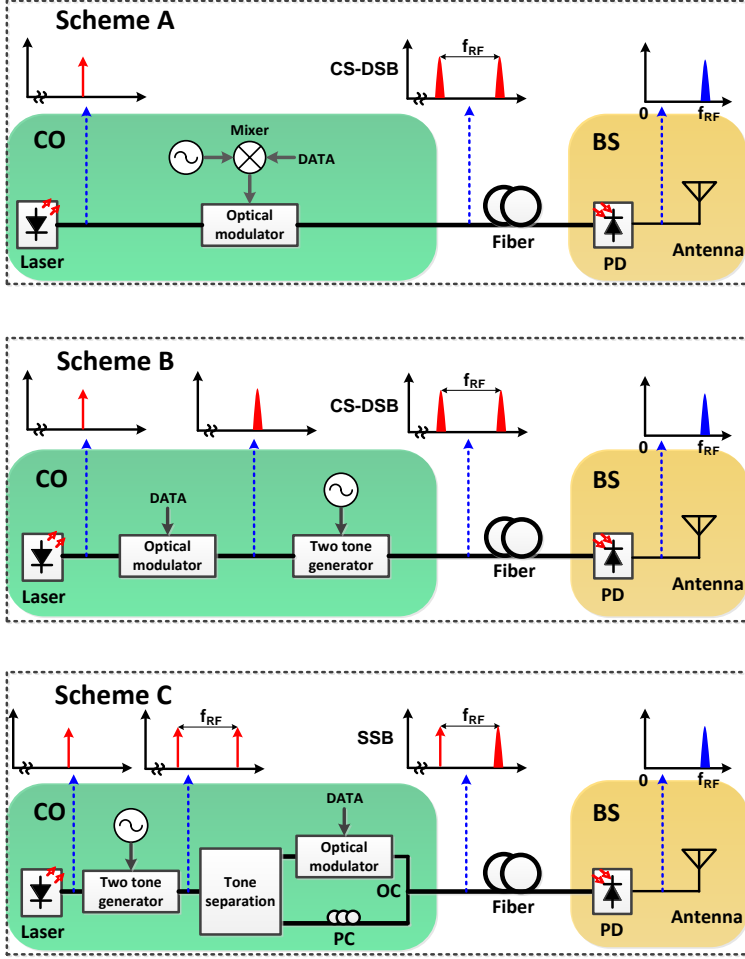 Scheme A
CS-DSB
fRF
0
fRF
CO
Mixer
DATA
BS
Optical
modulator
Laser
Fiber
PD
Antenna
Scheme B
CS-DSB
fRF
0
fRF
CO
DATA
BS
Optical
modulator
Two tone
generator
Laser
Fiber
PD
Antenna
Scheme C
fRF
SSB
fRF
0
fRF
CO
DATA
BS
Two tone
generator
Tone
separation
Optical
modulator
OC
Laser
PC
Fiber
PD
Antenna